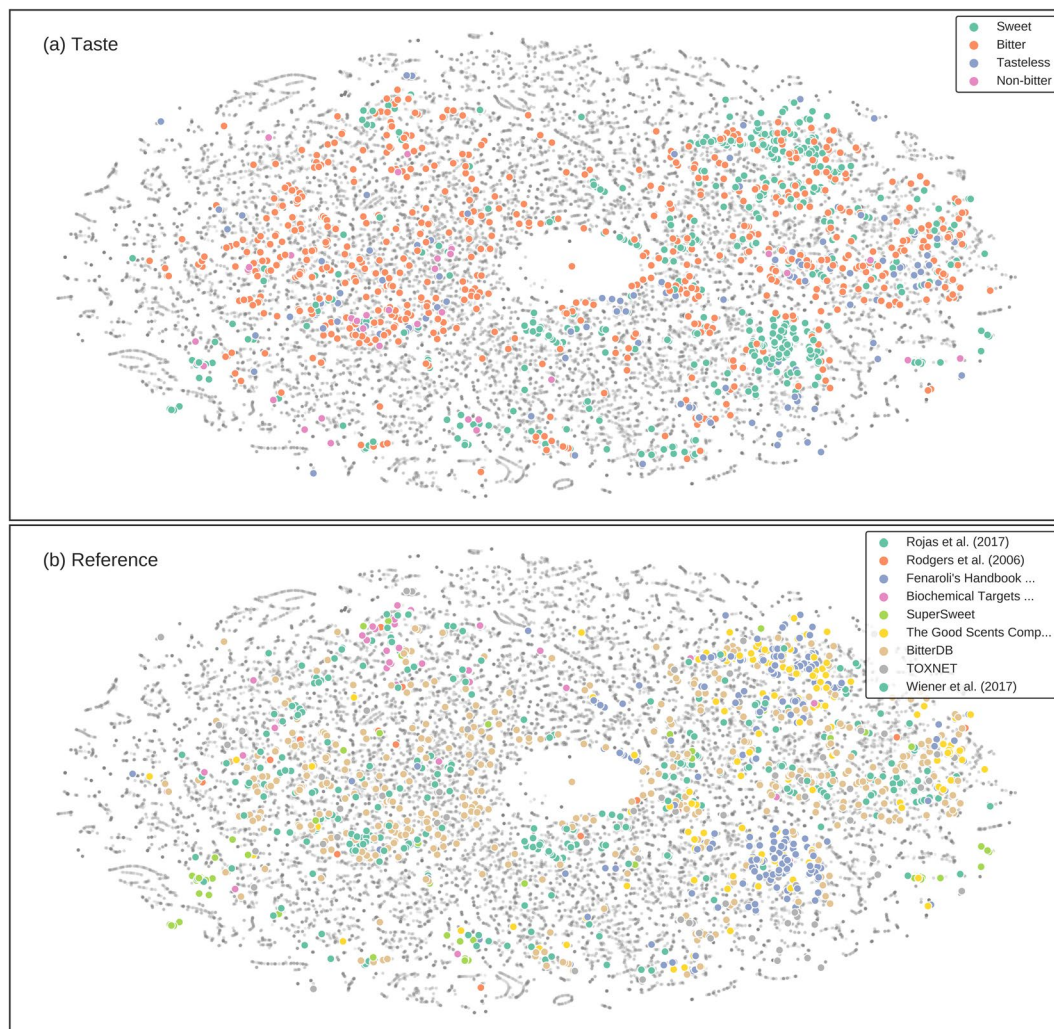 (a) Taste
Sweet
Bitter
Tasteless
Non-bitter
(b) Reference
Rojas et al. (2017)
Rodgers et al. (2006)
Fenaroli's Handbook ...
Biochemical Targets ...
SuperSweet
The Good Scents Comp...
BitterDB
TOXNET
Wiener et al. (2017)